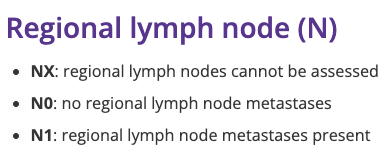 Regional lymph node (N)
• NX: regional lymph nodes cannot be assessed
• N0: no regional lymph node metastases
• N1: regional lymph node metastases present